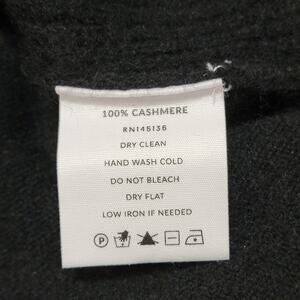 100% CASHMERE
RN145136
DRY CLEAN
HAND WASH COLD
DO NOT BLEACH
DRY FLAT
LOW IRON IF NEEDED
P